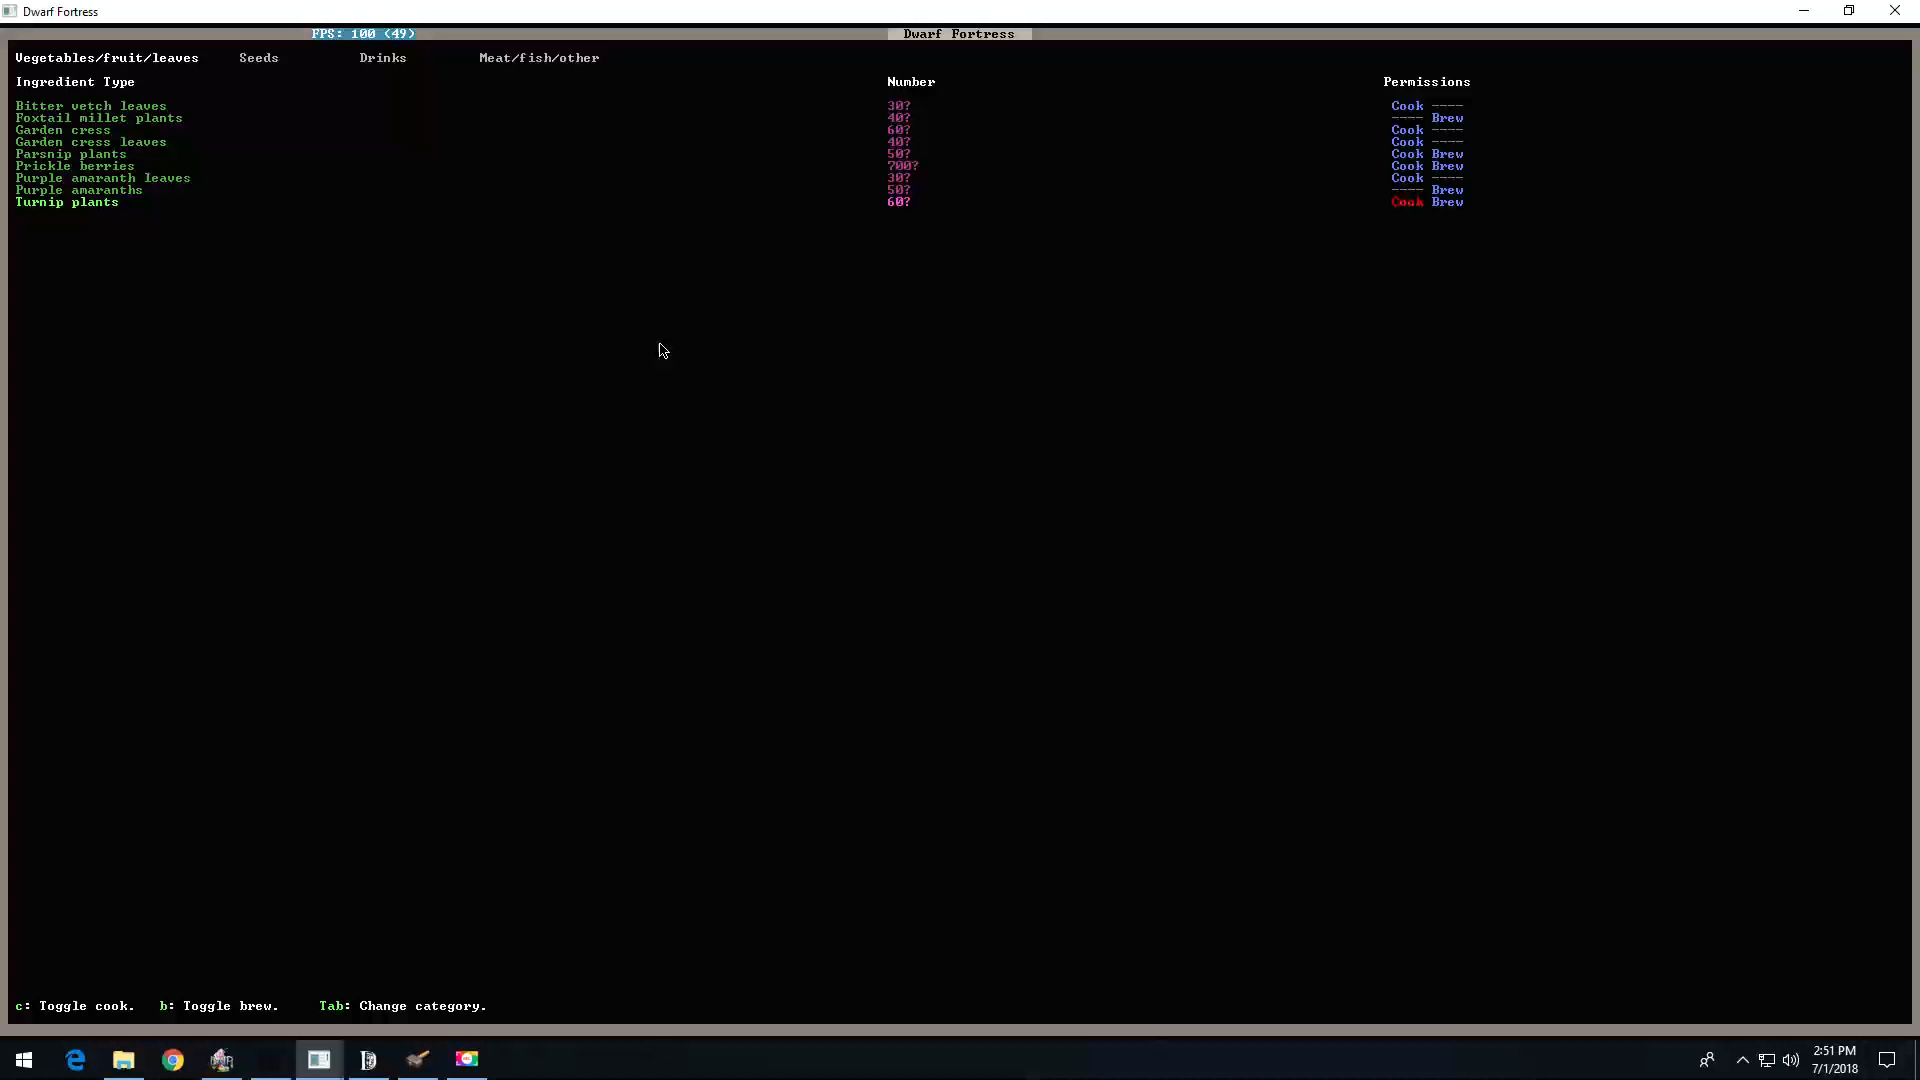 Dwarf Fortress
FPS: 100 (49) Dwarf Fortress
Vegetables/fruit/leaves Seeds Drinks Meat/fish/other
Ingredient Type Number Permissions
Bitter vetch leaves 30? Cook ----
Foxtail millet plants 40? ---- Brew
Garden cress 60? Cook ----
Garden cress leaves 40? Cook ----
Parsnip plants 50? Cook Brew
Prickle berries 700? Cook Brew
Purple amaranth leaves 30? Cook ----
Purple amaranths 50? ---- Brew
Turnip plants 60? Cook Brew
c: Toggle cook. b: Toggle brew. Tab: Change category.
2:51 PM
7/1/2018